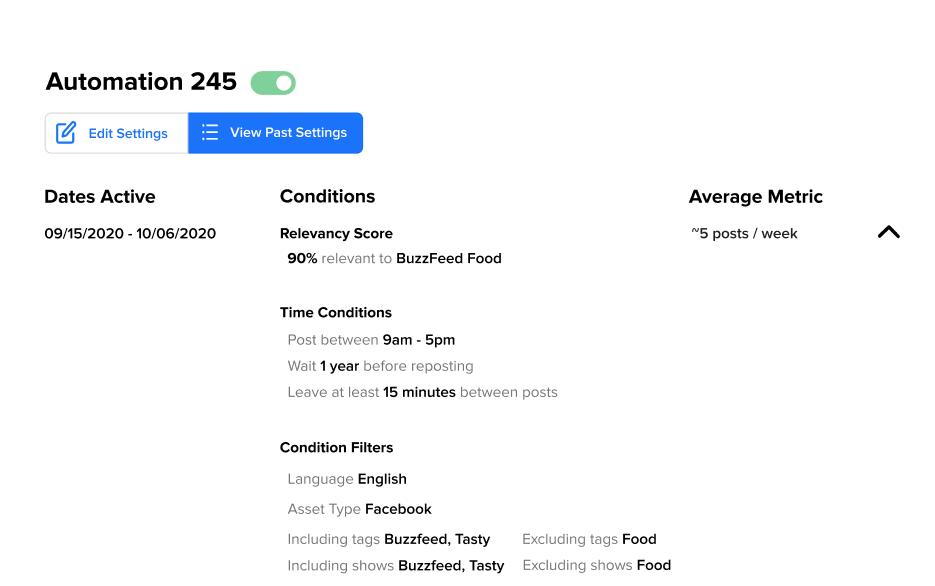 Automation 245
Edit Settings View Past Settings
Dates Active Conditions Average Metric
09/15/2020 - 10/06/2020 Relevancy Score ~5 posts / week
90% relevant to BuzzFeed Food
Time Conditions
Post between 9am - 5pm
Wait 1 year before reposting
Leave at least 15 minutes between posts
Condition Filters
Language English
Asset Type Facebook
Including tags Buzzfeed, Tasty Excluding tags Food
Including shows Buzzfeed, Tasty Excluding shows Food